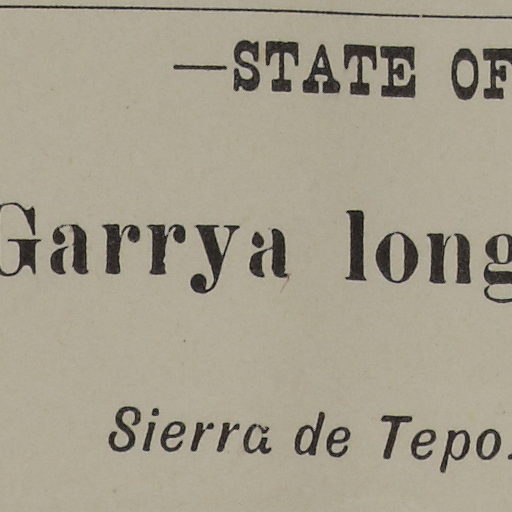 —STATE OF
Garrya long
Sierra de Tepo